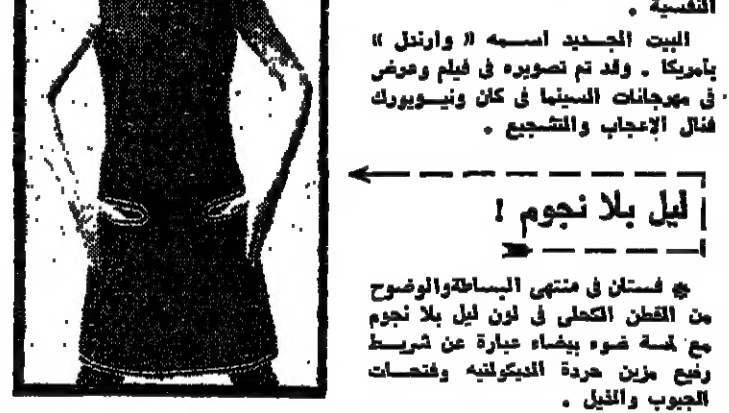 النفسية .
البيت الجديد اسمه « وارندل »
بأمريكا . وقد تم تصويره فى فيلم وعرض
فى مهرجانات السينما فى كان ونيويورك
فنال الإعجاب والتشجيع .
ليل بلا نجوم !
* فستان فى منتهى البساطة والوضوح
من القطن الكحلى فى لون ليل بلا نجوم
مع لمسة ضوء بيضاء عبارة عن شريط
رفيع مزين حردة الديكولتيه وفتحات
الجيوب والذيل .